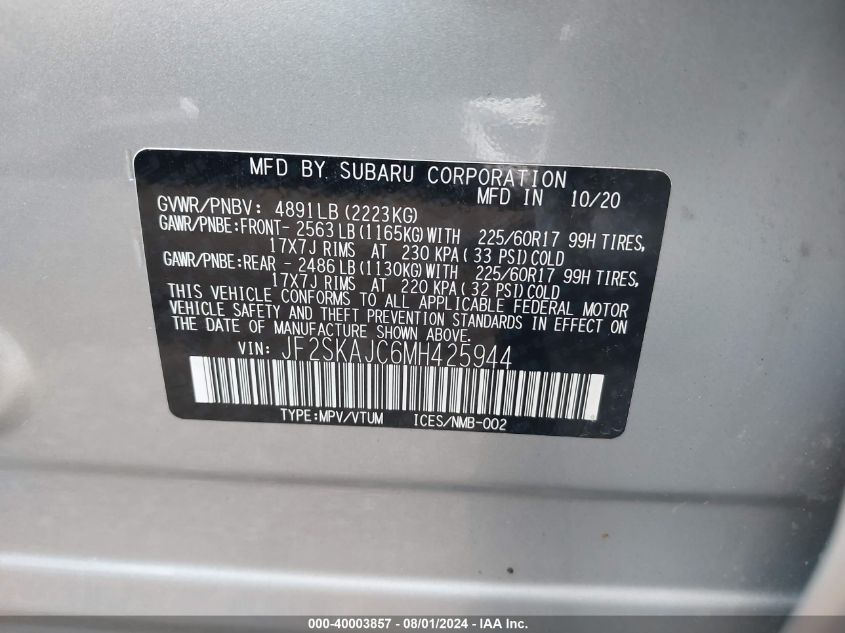 MFD BY SUBARU CORPORATION
MFD IN 10/20
GVWR/PNBV: 4891LB(2223KG)
GAWR/PNBE:FRONT- 2563LB(1165KG)WITH 225/60R17 99H TIRES,
17X7J RIMS AT 230 KPA( 33 PSI)COLD
GAWR/PNBE:REAR - 2486LB(1130KG)WITH 225/60R17 99H TIRES,
17X7J RIMS AT 220 KPA( 32 PSI)COLD
THIS VEHICLE CONFORMS TO ALL APPLICABLE FEDERAL MOTOR
VEHICLE SAFETY AND THEFT PREVENTION STANDARDS IN EFFECT ON
THE DATE OF MANUFACTURE SHOWN ABOVE.
VIN: JF2SKAJC6MH425944
TYPE:MPV/VTUM ICES/NMB-002
000-40003857 - 08/01/2024 - IAA Inc.